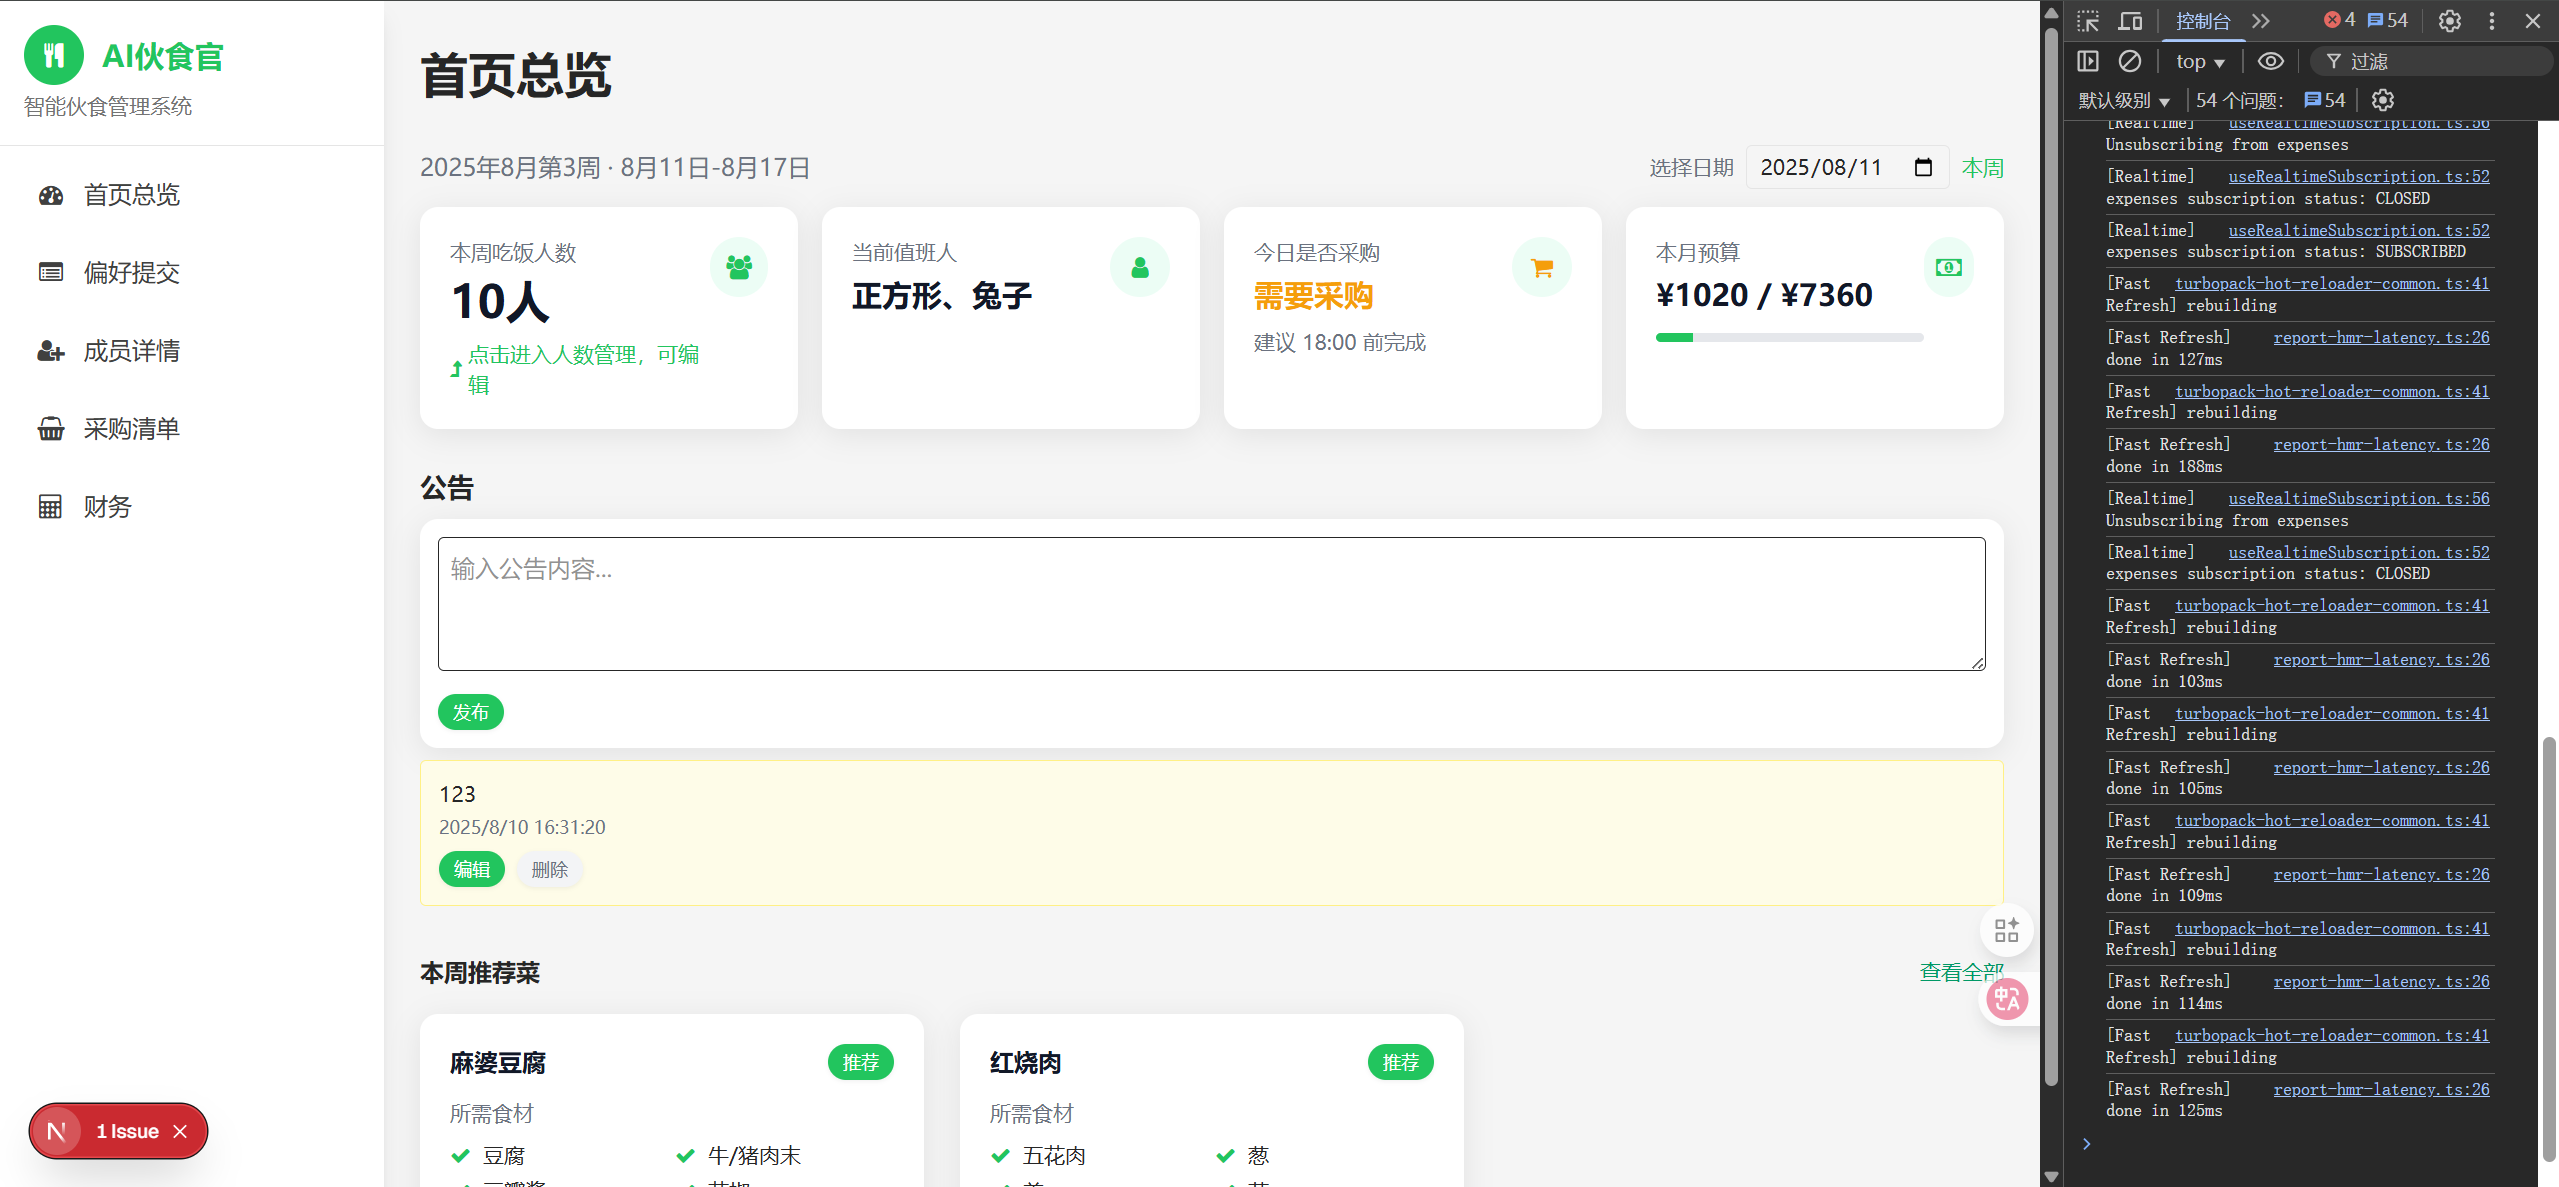 AI伙食官
智能伙食管理系统
首页总览
偏好提交
成员详情
采购清单
财务
1 Issue
首页总览
2025年8月第3周 · 8月11日-8月17日
选择日期 2025/08/11 本周
本周吃饭人数
10人
点击进入人数管理，可编
辑
当前值班人
正方形、兔子
今日是否采购
需要采购
建议 18:00 前完成
本月预算
¥1020 / ¥7360
公告
输入公告内容...
发布
123
2025/8/10 16:31:20
编辑 删除
本周推荐菜
查看全部
麻婆豆腐 推荐
所需食材
豆腐 牛/猪肉末
红烧肉 推荐
所需食材
五花肉 葱
控制台 4 54
top 过滤
默认级别 54 个问题： 54
[Realtime] useRealtimeSubscription.ts:56
Unsubscribing from expenses
[Realtime] useRealtimeSubscription.ts:52
expenses subscription status: CLOSED
[Realtime] useRealtimeSubscription.ts:52
expenses subscription status: SUBSCRIBED
[Fast turbopack-hot-reloader-common.ts:41
Refresh] rebuilding
[Fast Refresh] report-hmr-latency.ts:26
done in 127ms
[Fast turbopack-hot-reloader-common.ts:41
Refresh] rebuilding
[Fast Refresh] report-hmr-latency.ts:26
done in 188ms
[Realtime] useRealtimeSubscription.ts:56
Unsubscribing from expenses
[Realtime] useRealtimeSubscription.ts:52
expenses subscription status: CLOSED
[Fast turbopack-hot-reloader-common.ts:41
Refresh] rebuilding
[Fast Refresh] report-hmr-latency.ts:26
done in 103ms
[Fast turbopack-hot-reloader-common.ts:41
Refresh] rebuilding
[Fast Refresh] report-hmr-latency.ts:26
done in 105ms
[Fast turbopack-hot-reloader-common.ts:41
Refresh] rebuilding
[Fast Refresh] report-hmr-latency.ts:26
done in 109ms
[Fast turbopack-hot-reloader-common.ts:41
Refresh] rebuilding
[Fast Refresh] report-hmr-latency.ts:26
done in 114ms
[Fast turbopack-hot-reloader-common.ts:41
Refresh] rebuilding
[Fast Refresh] report-hmr-latency.ts:26
done in 125ms